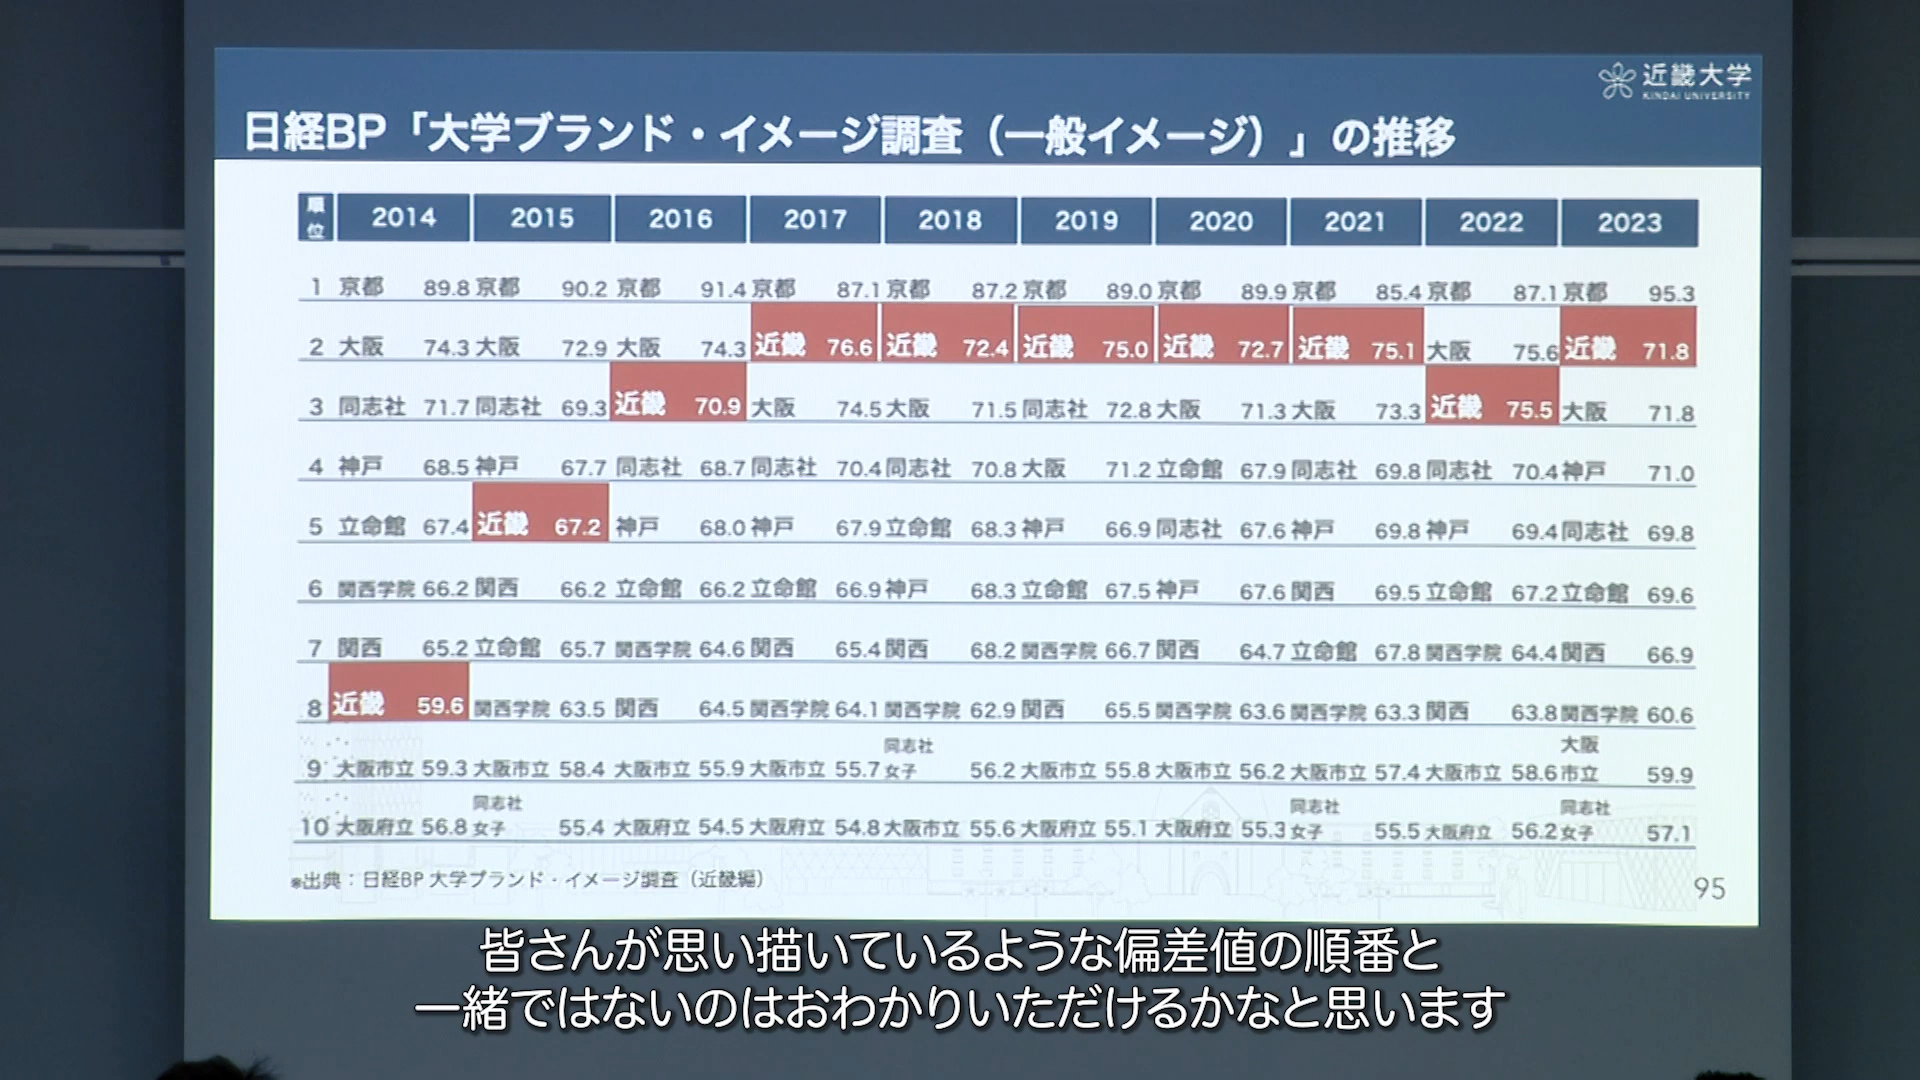 近畿大学
KINDAI UNIVERSITY
日経BP「大学ブランド・イメージ調査（一般イメージ）」の推移
順位 2014 2015 2016 2017 2018 2019 2020 2021 2022 2023
1 京都 89.8 京都 90.2 京都 91.4 京都 87.1 京都 87.2 京都 89.0 京都 89.9 京都 85.4 京都 87.1 京都 95.3
2 大阪 74.3 大阪 72.9 大阪 74.3 近畿 76.6 近畿 72.4 近畿 75.0 近畿 72.7 近畿 75.1 大阪 75.6 近畿 71.8
3 同志社 71.7 同志社 69.3 近畿 70.9 大阪 74.5 大阪 71.5 同志社 72.8 大阪 71.3 大阪 73.3 近畿 75.5 大阪 71.8
4 神戸 68.5 神戸 67.7 同志社 68.7 同志社 70.4 同志社 70.8 大阪 71.2 立命館 67.9 同志社 69.8 同志社 70.4 神戸 71.0
5 立命館 67.4 近畿 67.2 神戸 68.0 神戸 67.9 立命館 68.3 神戸 66.9 同志社 67.6 神戸 69.8 神戸 69.4 同志社 69.8
6 関西学院 66.2 関西 66.2 立命館 66.2 立命館 66.9 神戸 68.3 立命館 67.5 神戸 67.6 関西 69.5 立命館 67.2 立命館 69.6
7 関西 65.2 立命館 65.7 関西学院 64.6 関西 65.4 関西 68.2 関西学院 66.7 関西 64.7 立命館 67.8 関西学院 64.4 関西 66.9
8 近畿 59.6 関西学院 63.5 関西 64.5 関西学院 64.1 関西学院 62.9 関西 65.5 関西学院 63.6 関西学院 63.3 関西 63.8 関西学院 60.6
9 大阪市立 59.3 大阪市立 58.4 大阪市立 55.9 大阪市立 55.7 同志社女子 56.2 大阪市立 55.8 大阪市立 56.2 大阪市立 57.4 大阪市立 58.6 大阪市立 59.9
10 大阪府立 56.8 同志社女子 55.4 大阪府立 54.5 大阪府立 54.8 大阪市立 55.6 大阪府立 55.1 大阪府立 55.3 同志社女子 55.5 大阪府立 56.2 同志社女子 57.1
※出典：日経BP 大学ブランド・イメージ調査（近畿編）
95
皆さんが思い描いているような偏差値の順番と
一緒ではないのはおわかりいただけるかなと思います